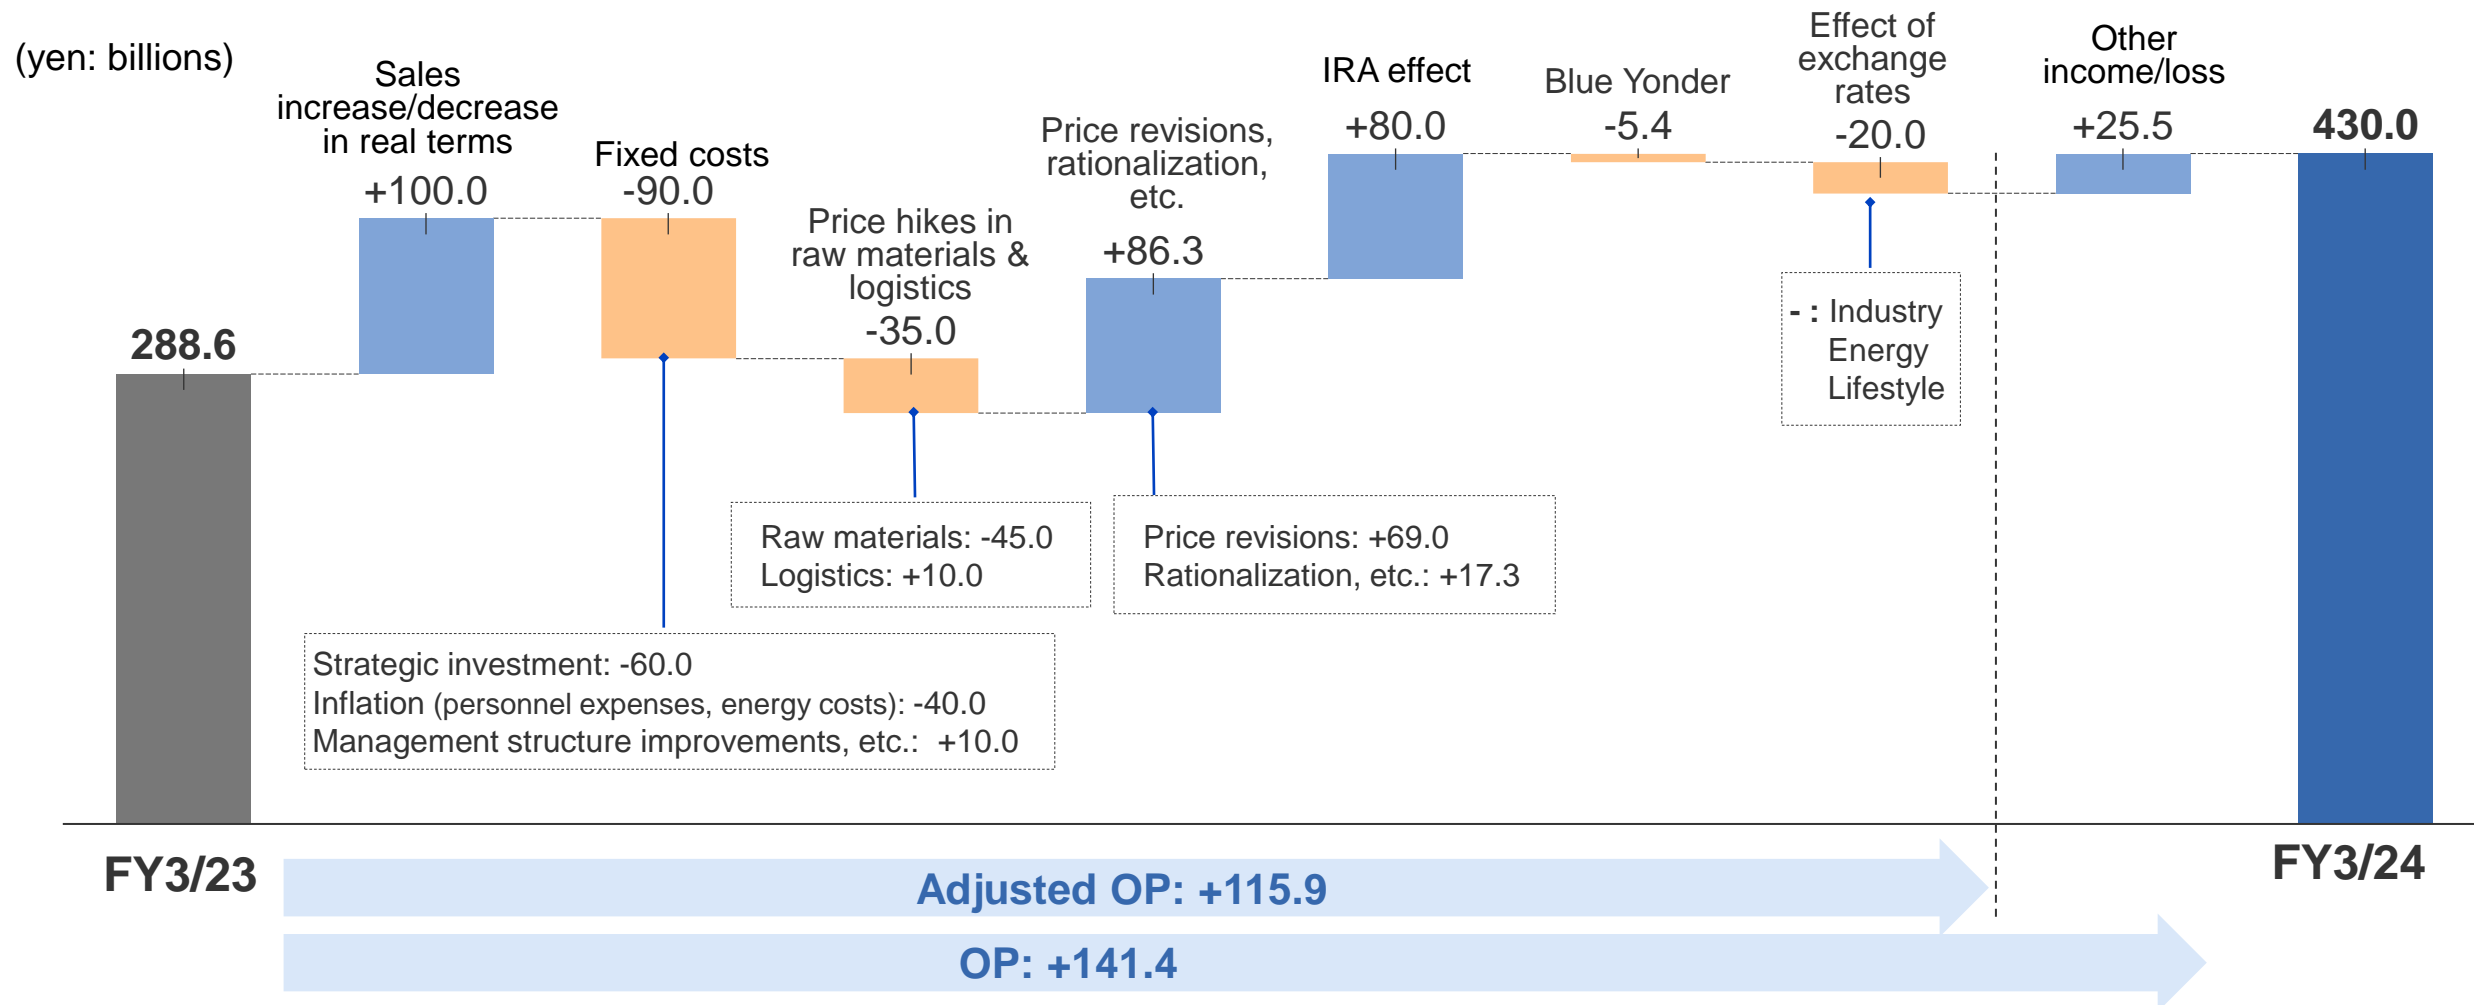 (yen: billions)
288.6
Sales
increase/decrease
in real terms
+100.0
Fixed costs
-90.0
Price hikes in
raw materials &
logistics
-35.0
Price revisions,
rationalization,
etc.
+86.3
IRA effect
+80.0
Blue Yonder
-5.4
Effect of
exchange
rates
-20.0
Other
income/loss
+25.5
430.0
- : Industry
Energy
Lifestyle
Raw materials: -45.0
Logistics: +10.0
Price revisions: +69.0
Rationalization, etc.: +17.3
Strategic investment: -60.0
Inflation (personnel expenses, energy costs): -40.0
Management structure improvements, etc.: +10.0
FY3/23
FY3/24
Adjusted OP: +115.9
OP: +141.4